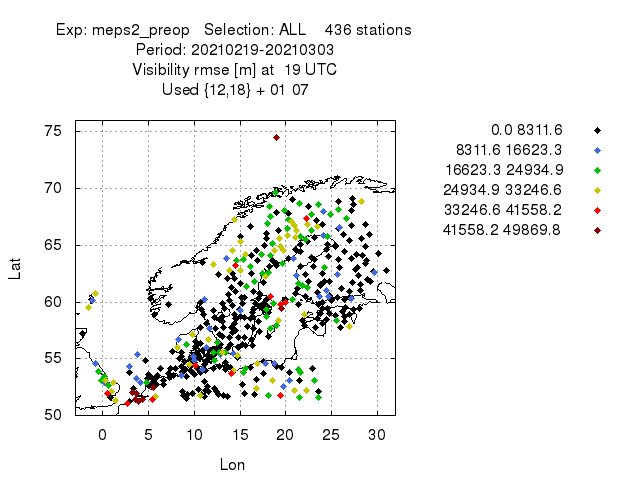 Exp: meps2_preop   Selection: ALL    436 stations
Period: 20210219-20210303
Visibility rmse [m] at  19 UTC
Used {12,18} + 01 07
0.0 8311.6
8311.6 16623.3
16623.3 24934.9
24934.9 33246.6
33246.6 41558.2
41558.2 49869.8
75
70
65
60
55
50
Lat
0 5 10 15 20 25 30
Lon